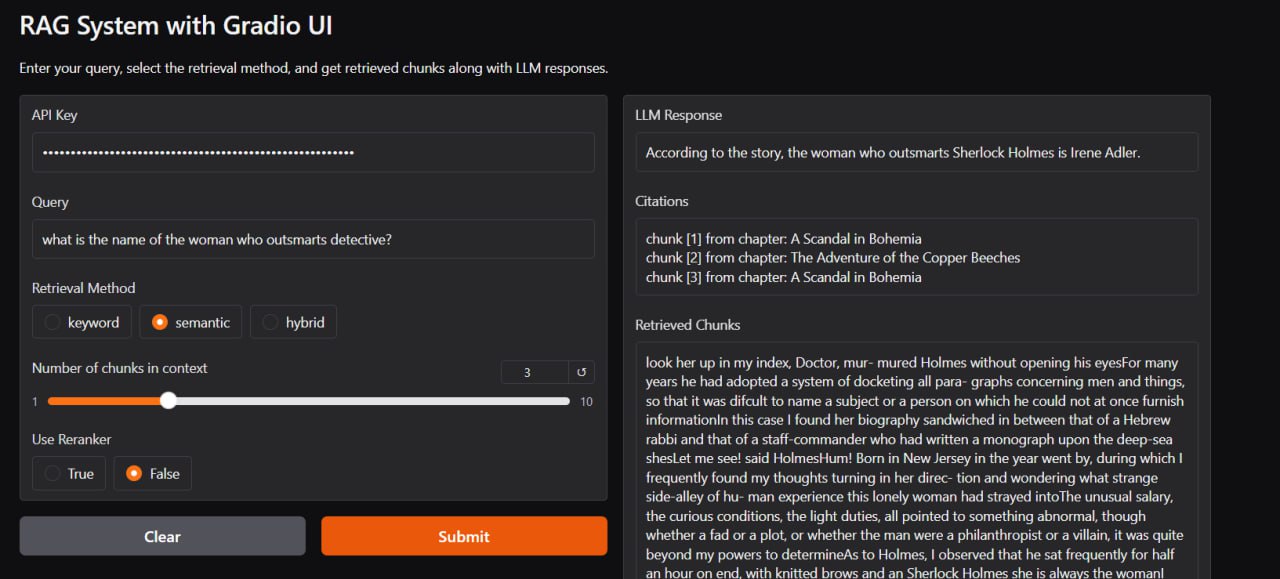 RAG System with Gradio UI
Enter your query, select the retrieval method, and get retrieved chunks along with LLM responses.
API Key
••••••••••••••••••••••••••••••••••••••••••••••••••••••••
Query
what is the name of the woman who outsmarts detective?
Retrieval Method
keyword
semantic
hybrid
Number of chunks in context
3
↺
1
10
Use Reranker
True
False
Clear
Submit
LLM Response
According to the story, the woman who outsmarts Sherlock Holmes is Irene Adler.
Citations
chunk [1] from chapter: A Scandal in Bohemia
chunk [2] from chapter: The Adventure of the Copper Beeches
chunk [3] from chapter: A Scandal in Bohemia
Retrieved Chunks
look her up in my index, Doctor, mur- mured Holmes without opening his eyesFor many
years he had adopted a system of docketing all para- graphs concerning men and things,
so that it was difcult to name a subject or a person on which he could not at once furnish
informationIn this case I found her biography sandwiched in between that of a Hebrew
rabbi and that of a staff-commander who had written a monograph upon the deep-sea
shesLet me see! said HolmesHum! Born in New Jersey in the year went by, during which I
frequently found my thoughts turning in her direc- tion and wondering what strange
side-alley of hu- man experience this lonely woman had strayed intoThe unusual salary,
the curious conditions, the light duties, all pointed to something abnormal, though
whether a fad or a plot, or whether the man were a philanthropist or a villain, it was quite
beyond my powers to determineAs to Holmes, I observed that he sat frequently for half
an hour on end, with knitted brows and an Sherlock Holmes she is always the womanI